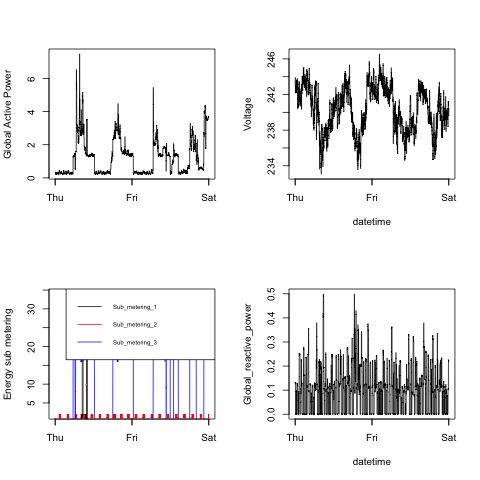 Global Active Power
6
4
2
0
Thu Fri Sat
Voltage
246
242
238
234
Thu Fri Sat
datetime
Energy sub metering
30
20
10
5
Sub_metering_1
Sub_metering_2
Sub_metering_3
Thu Fri Sat
Global_reactive_power
0.5
0.4
0.3
0.2
0.1
0.0
Thu Fri Sat
datetime